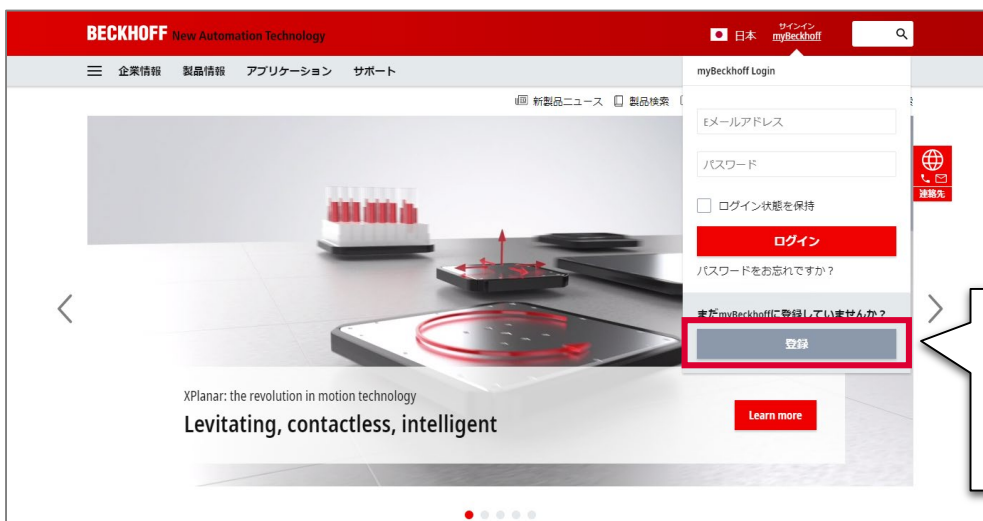 BECKHOFF New Automation Technology
日本
サインイン
myBeckhoff
企業情報 製品情報 アプリケーション サポート
myBeckhoff Login
新製品ニュース 製品検索
Eメールアドレス
パスワード
ログイン状態を保持
連絡先
ログイン
パスワードをお忘れですか？
まだmyBeckhoffに登録していませんか？
登録
XPlanar: the revolution in motion technology
Levitating, contactless, intelligent
Learn more